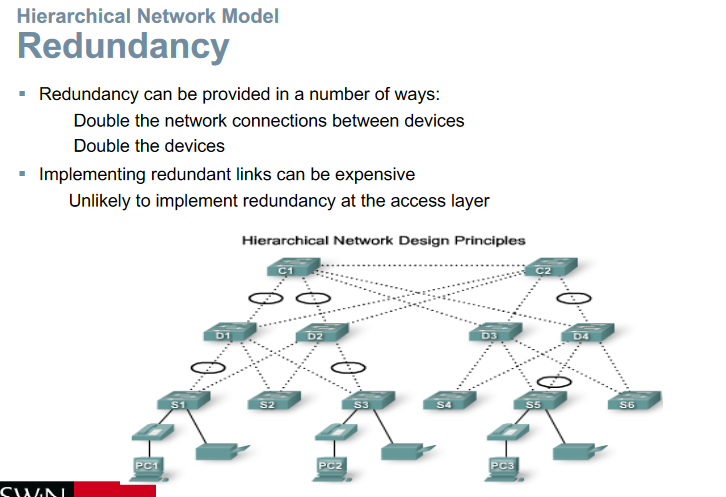 Hierarchical Network Model
Redundancy
Redundancy can be provided in a number of ways:
Double the network connections between devices
Double the devices
Implementing redundant links can be expensive
Unlikely to implement redundancy at the access layer
Hierarchical Network Design Principles
C1 C2
D1 D2 D3 D4
S1 S2 S3 S4 S5 S6
PC1 PC2 PC3